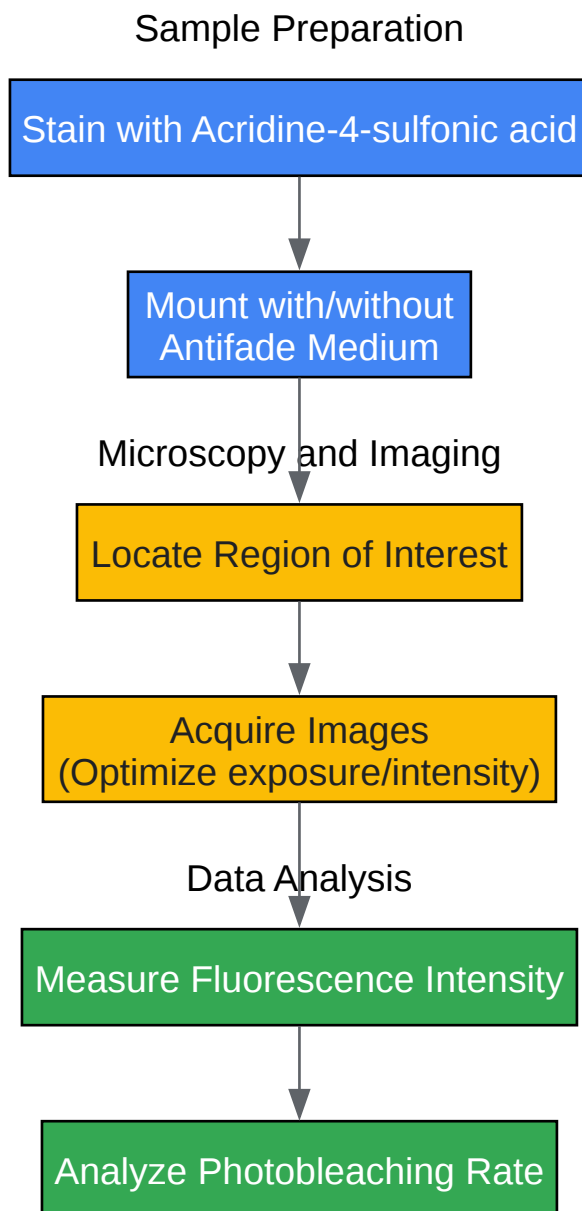 Sample Preparation
Stain with Acridine-4-sulfonic acid
Mount with/without
Antifade Medium
Microscopy and Imaging
Locate Region of Interest
Acquire Images
(Optimize exposure/intensity)
Data Analysis
Measure Fluorescence Intensity
Analyze Photobleaching Rate